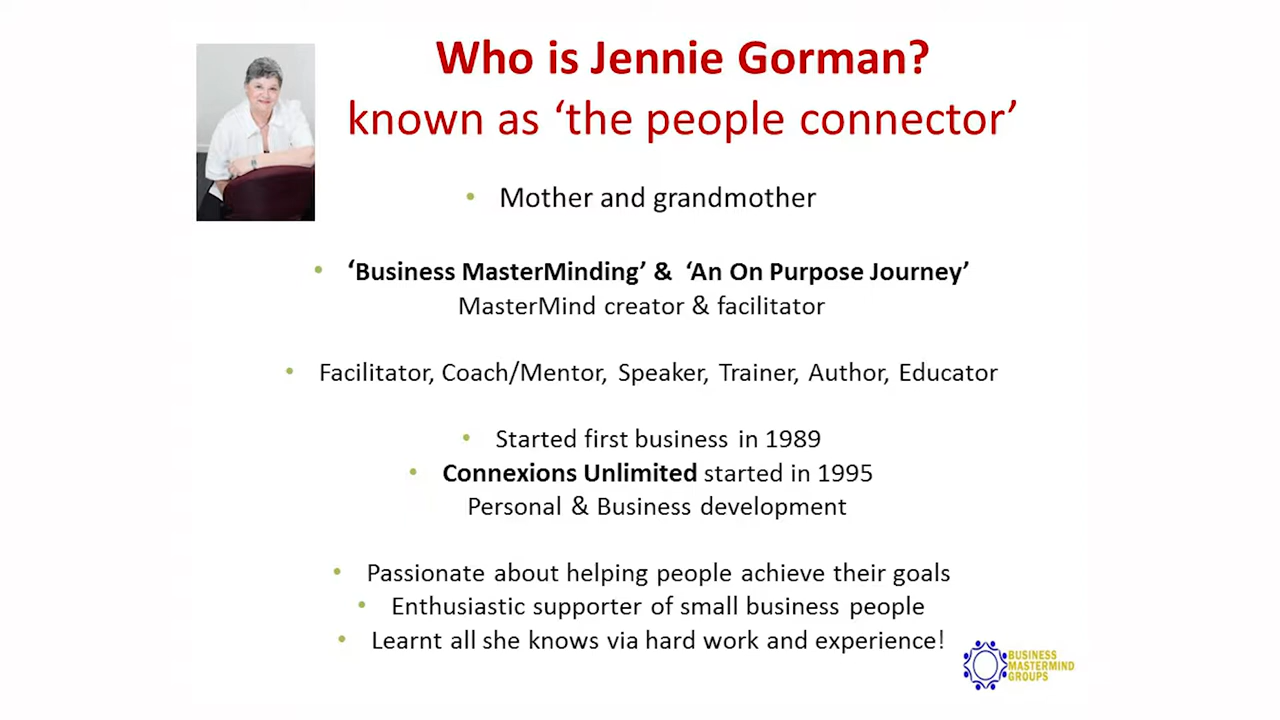 Who is Jennie Gorman?
known as ‘the people connector’
• Mother and grandmother
• ‘Business MasterMinding’ & ‘An On Purpose Journey’
MasterMind creator & facilitator
• Facilitator, Coach/Mentor, Speaker, Trainer, Author, Educator
• Started first business in 1989
• Connexions Unlimited started in 1995
Personal & Business development
• Passionate about helping people achieve their goals
• Enthusiastic supporter of small business people
• Learnt all she knows via hard work and experience!
BUSINESS
MASTERMIND
GROUPS